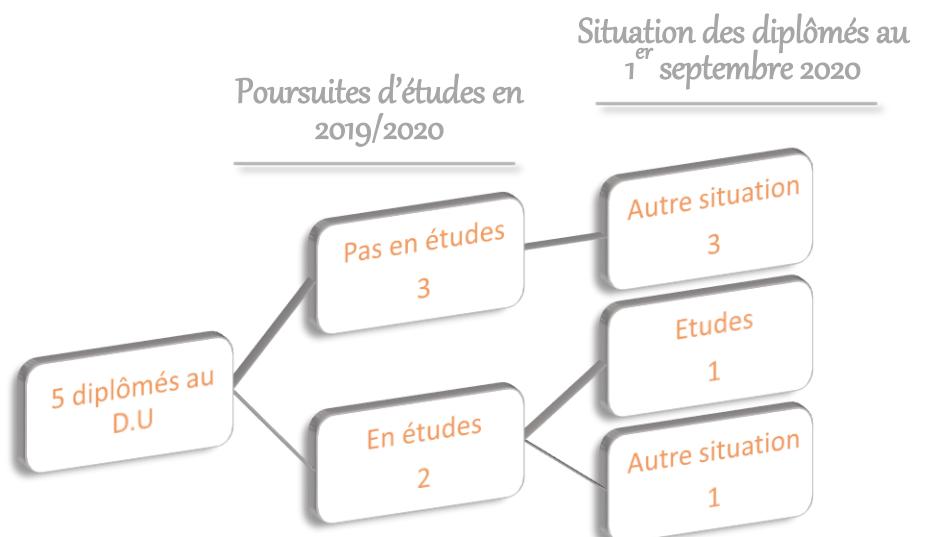 Situation des diplômés au
1er septembre 2020
Poursuites d'études en
2019/2020
Autre situation
3
Pas en études
3
Etudes
1
5 diplômés au
D.U
En études
2
Autre situation
1